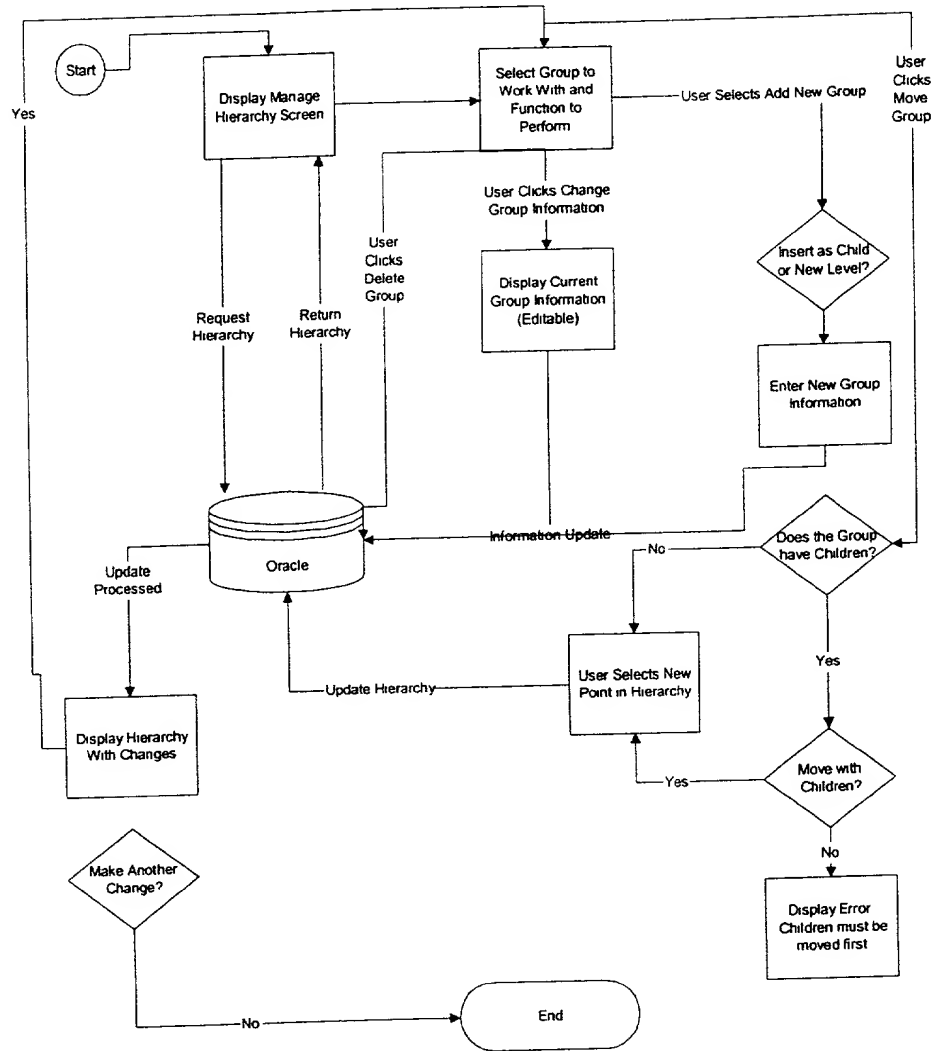 Start
Display Manage
Hierarchy Screen
Select Group to
Work With and
Function to
Perform
User Selects Add New Group
User
Clicks
Move
Group
Yes
User Clicks Change
Group Information
User
Clicks
Delete
Group
Insert as Child
or New Level?
Display Current
Group Information
(Editable)
Request
Hierarchy
Return
Hierarchy
Enter New Group
Information
Oracle
Information Update
Does the Group
have Children?
No
Update
Processed
Yes
User Selects New
Point in Hierarchy
Update Hierarchy
Display Hierarchy
With Changes
Move with
Children?
Yes
No
Make Another
Change?
Display Error
Children must be
moved first
No
End